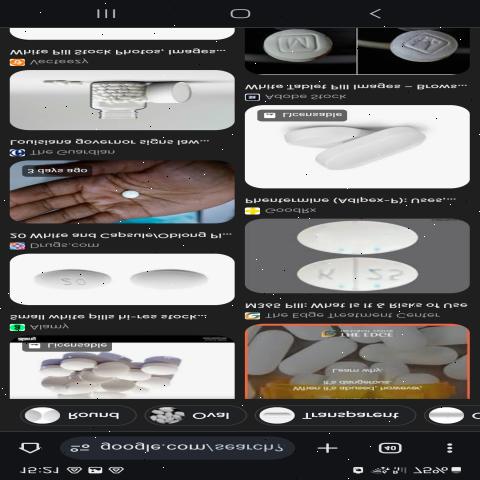 15:21 75%
google.com/search? 40
Round Oval Transparent
Licensable
Alamy
Small white pills hi-res stock...
20
Drugs.com
20 White and Capsule/Oblong Pi...
3 days ago
The Guardian
Louisiana governor signs law...
Vecteezy
White Pill Stock Photos, Images...
When it's abused, however,
it's dangerous.
Learn why.
THE EDGE
The Edge Treatment Center
M365 Pill: What Is It & Risks of Use
K 25
GoodRx
Phentermine (Adipex-P): Uses,...
Licensable
Adobe Stock
White Tablet Pill Images – Brows...
M